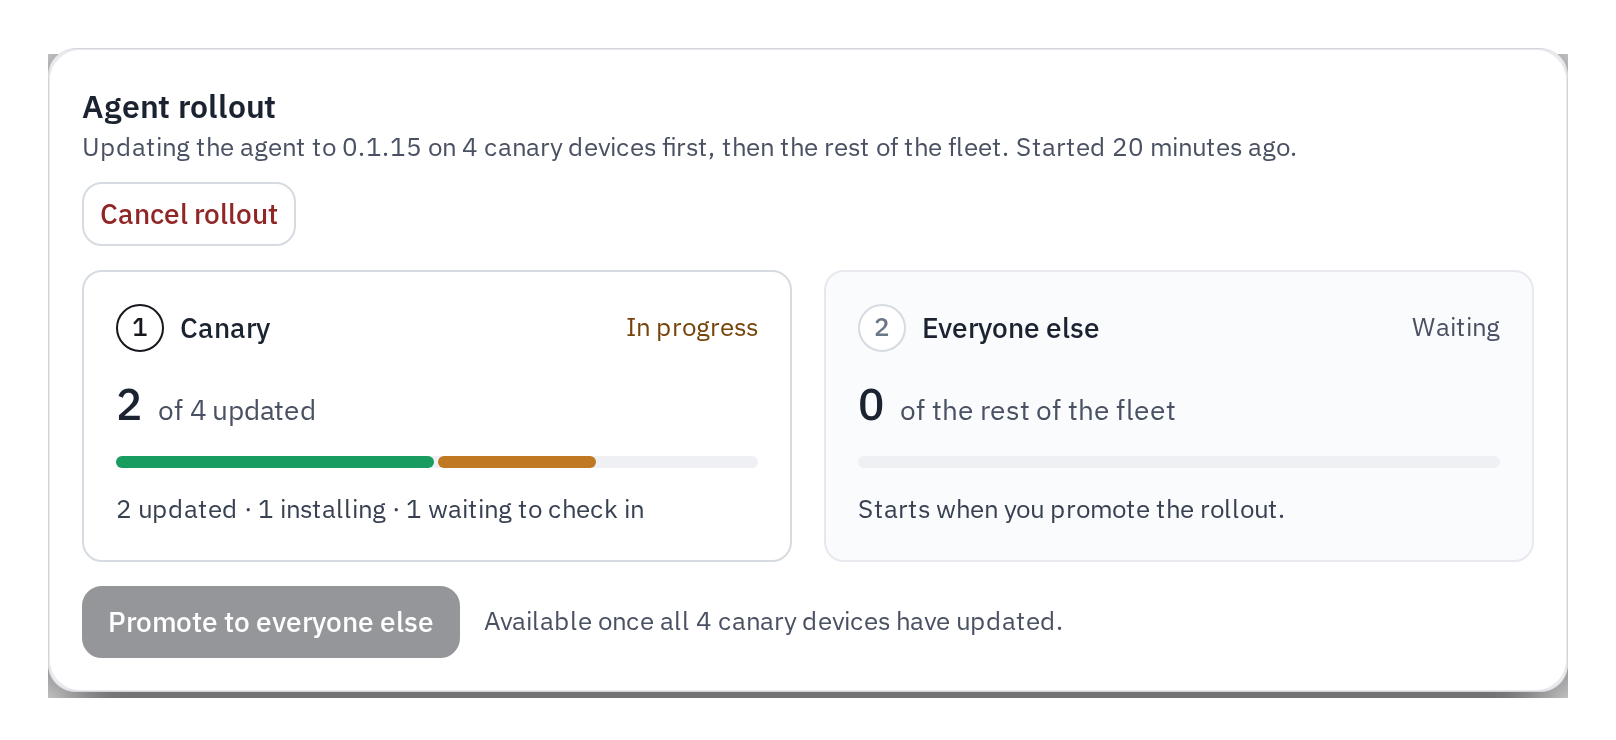 Agent rollout
Updating the agent to 0.1.15 on 4 canary devices first, then the rest of the fleet. Started 20 minutes ago.
Cancel rollout
1 Canary In progress
2 of 4 updated
2 updated · 1 installing · 1 waiting to check in
2 Everyone else Waiting
0 of the rest of the fleet
Starts when you promote the rollout.
Promote to everyone else Available once all 4 canary devices have updated.